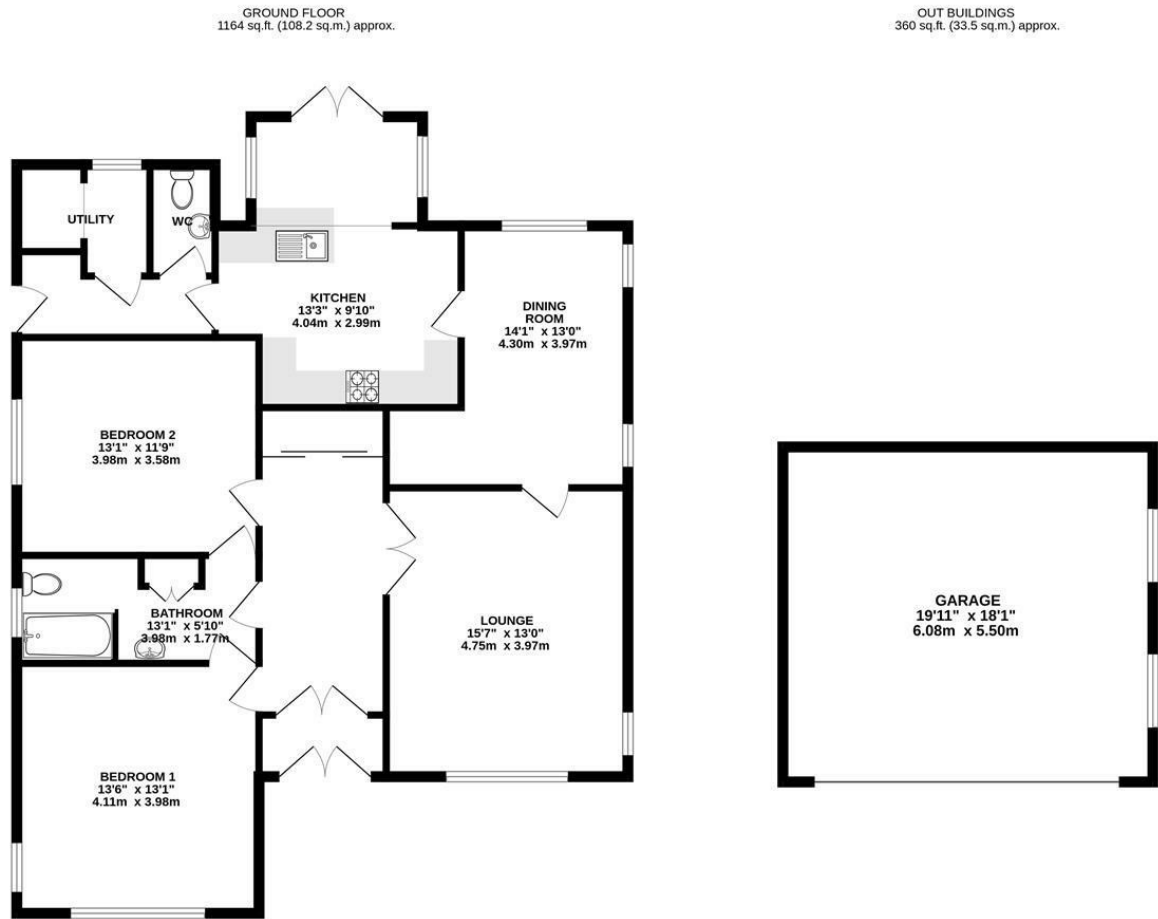 GROUND FLOOR
1164 sq.ft. (108.2 sq.m.) approx.
OUT BUILDINGS
360 sq.ft. (33.5 sq.m.) approx.
UTILITY
WC
KITCHEN
13'3" x 9'10"
4.04m x 2.99m
DINING
ROOM
14'1" x 13'0"
4.30m x 3.97m
BEDROOM 2
13'1" x 11'9"
3.98m x 3.58m
BATHROOM
13'1" x 5'10"
3.98m x 1.77m
LOUNGE
15'7" x 13'0"
4.75m x 3.97m
GARAGE
19'11" x 18'1"
6.08m x 5.50m
BEDROOM 1
13'6" x 13'1"
4.11m x 3.98m